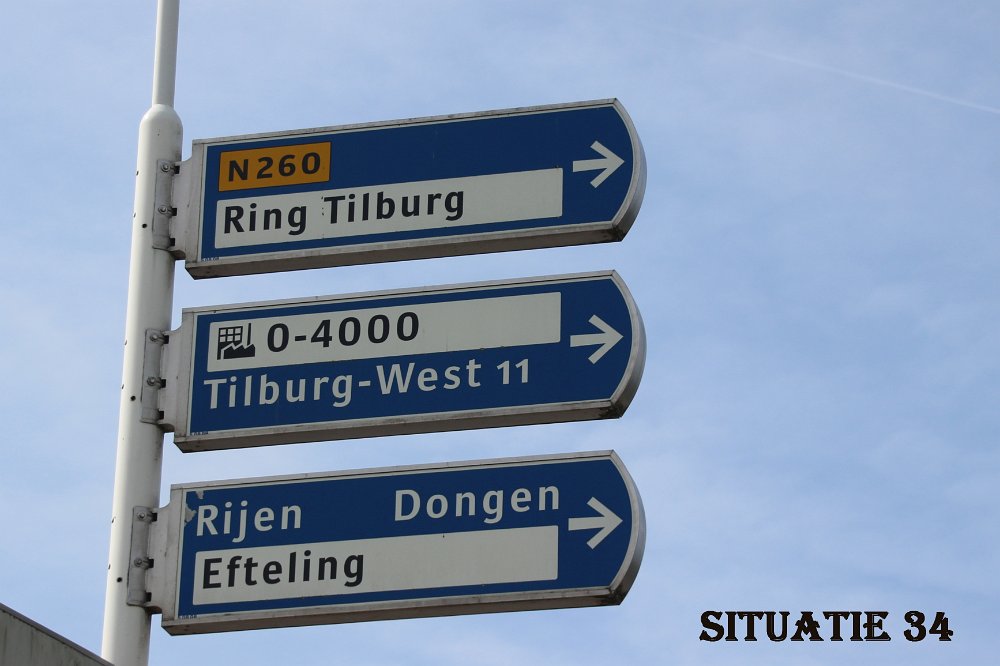 N260
Ring Tilburg
0-4000
Tilburg-West 11
Rijen Dongen
Efteling
SITUATIE 34